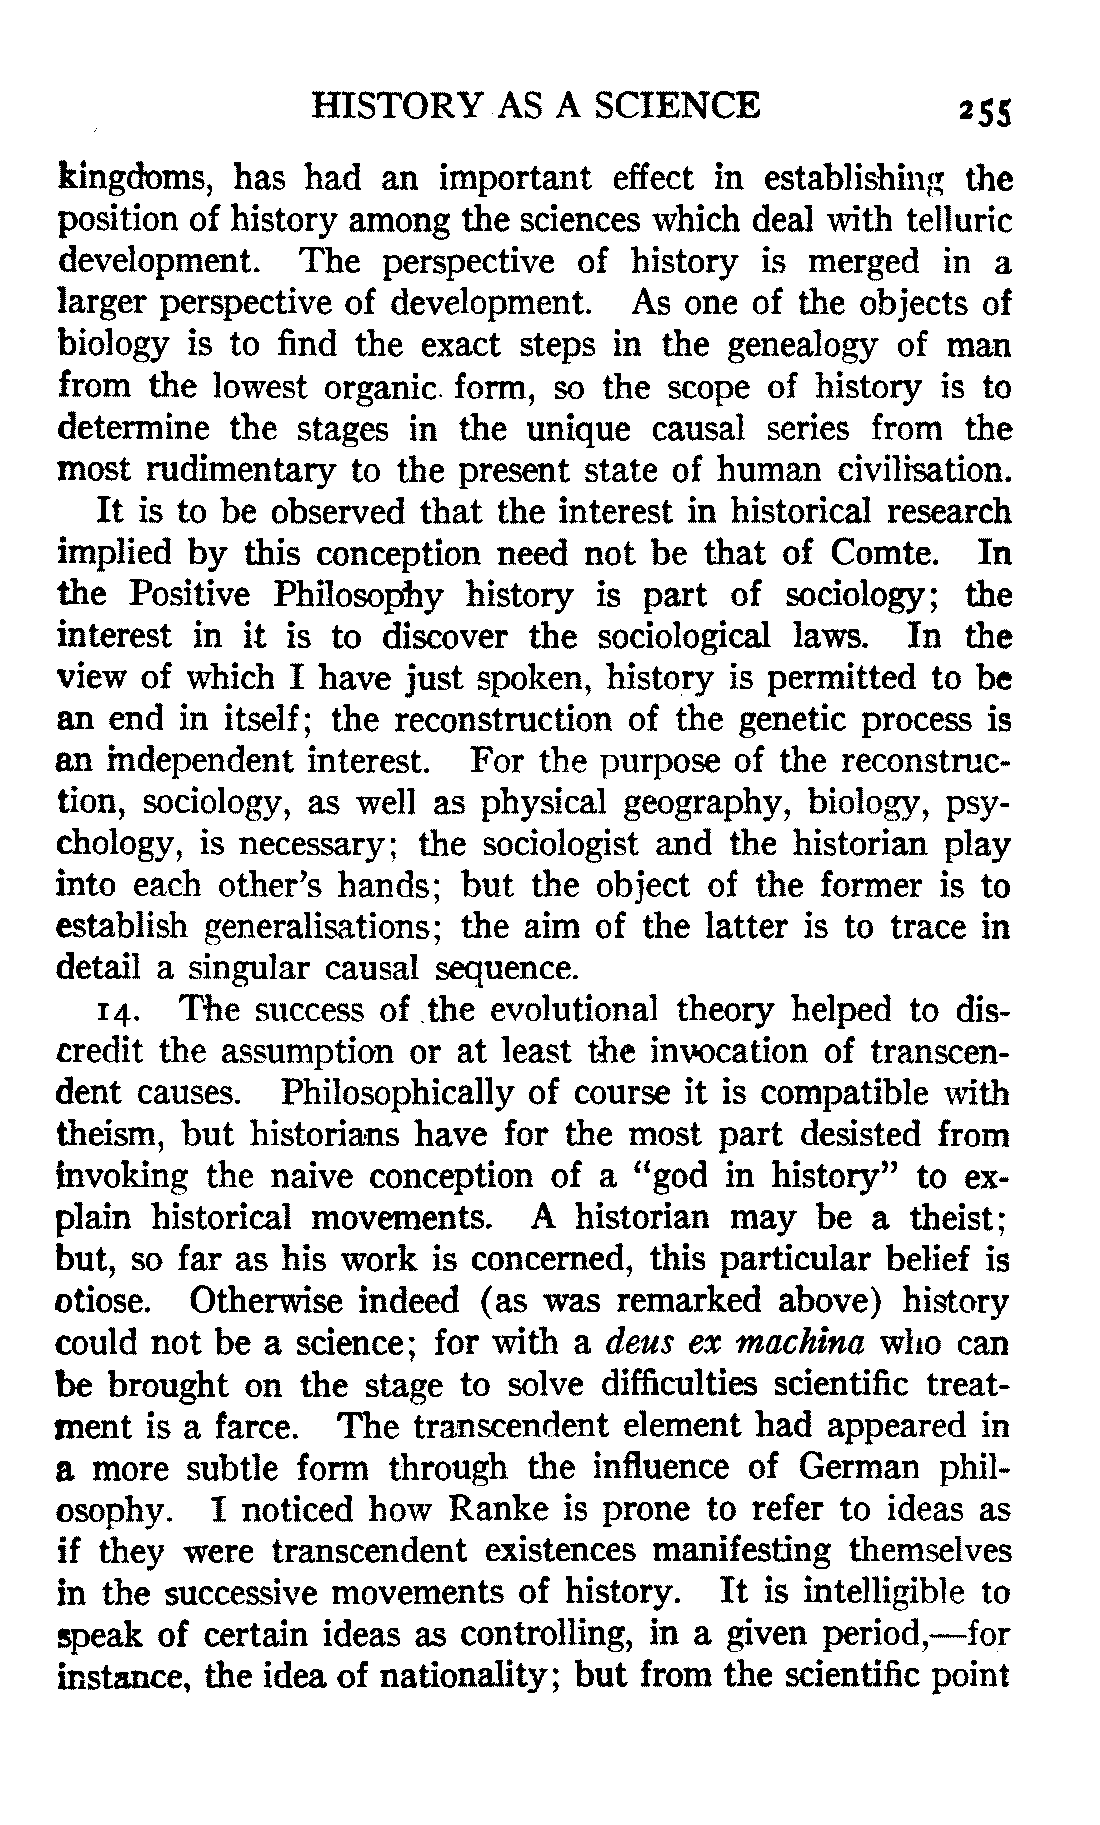 HISTORY AS A SCIENCE 255
kingdoms, has had an important effect in establishing the
position of history among the sciences which deal with telluric
development. The perspective of history is merged in a
larger perspective of development. As one of the objects of
biology is to find the exact steps in the genealogy of man
from the lowest organic form, so the scope of history is to
determine the stages in the unique causal series from the
most rudimentary to the present state of human civilisation.
It is to be observed that the interest in historical research
implied by this conception need not be that of Comte. In
the Positive Philosophy history is part of sociology; the
interest in it is to discover the sociological laws. In the
view of which I have just spoken, history is permitted to be
an end in itself; the reconstruction of the genetic process is
an independent interest. For the purpose of the reconstruc-
tion, sociology, as well as physical geography, biology, psy-
chology, is necessary; the sociologist and the historian play
into each other's hands; but the object of the former is to
establish generalisations; the aim of the latter is to trace in
detail a singular causal sequence.
14. The success of the evolutional theory helped to dis-
credit the assumption or at least the invocation of transcen-
dent causes. Philosophically of course it is compatible with
theism, but historians have for the most part desisted from
invoking the naive conception of a "god in history" to ex-
plain historical movements. A historian may be a theist;
but, so far as his work is concerned, this particular belief is
otiose. Otherwise indeed (as was remarked above) history
could not be a science; for with a deus ex machina who can
be brought on the stage to solve difficulties scientific treat-
ment is a farce. The transcendent element had appeared in
a more subtle form through the influence of German phil-
osophy. I noticed how Ranke is prone to refer to ideas as
if they were transcendent existences manifesting themselves
in the successive movements of history. It is intelligible to
speak of certain ideas as controlling, in a given period,—for
instance, the idea of nationality; but from the scientific point